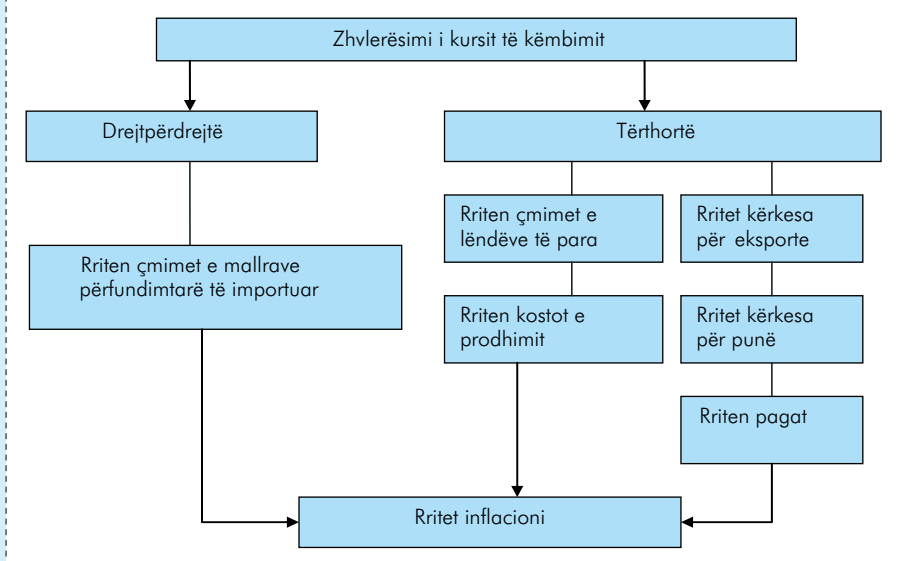 Zhvlerësimi i kursit të këmbimit
Drejtpërdrejtë
Tërthortë
Rriten çmimet e mallrave
përfundimtarë të importuar
Rriten çmimet e
lëndëve të para
Rriten kostot e
prodhimit
Rritet kërkesa
për eksporte
Rritet kërkesa
për punë
Rriten pagat
Rritet inflacioni